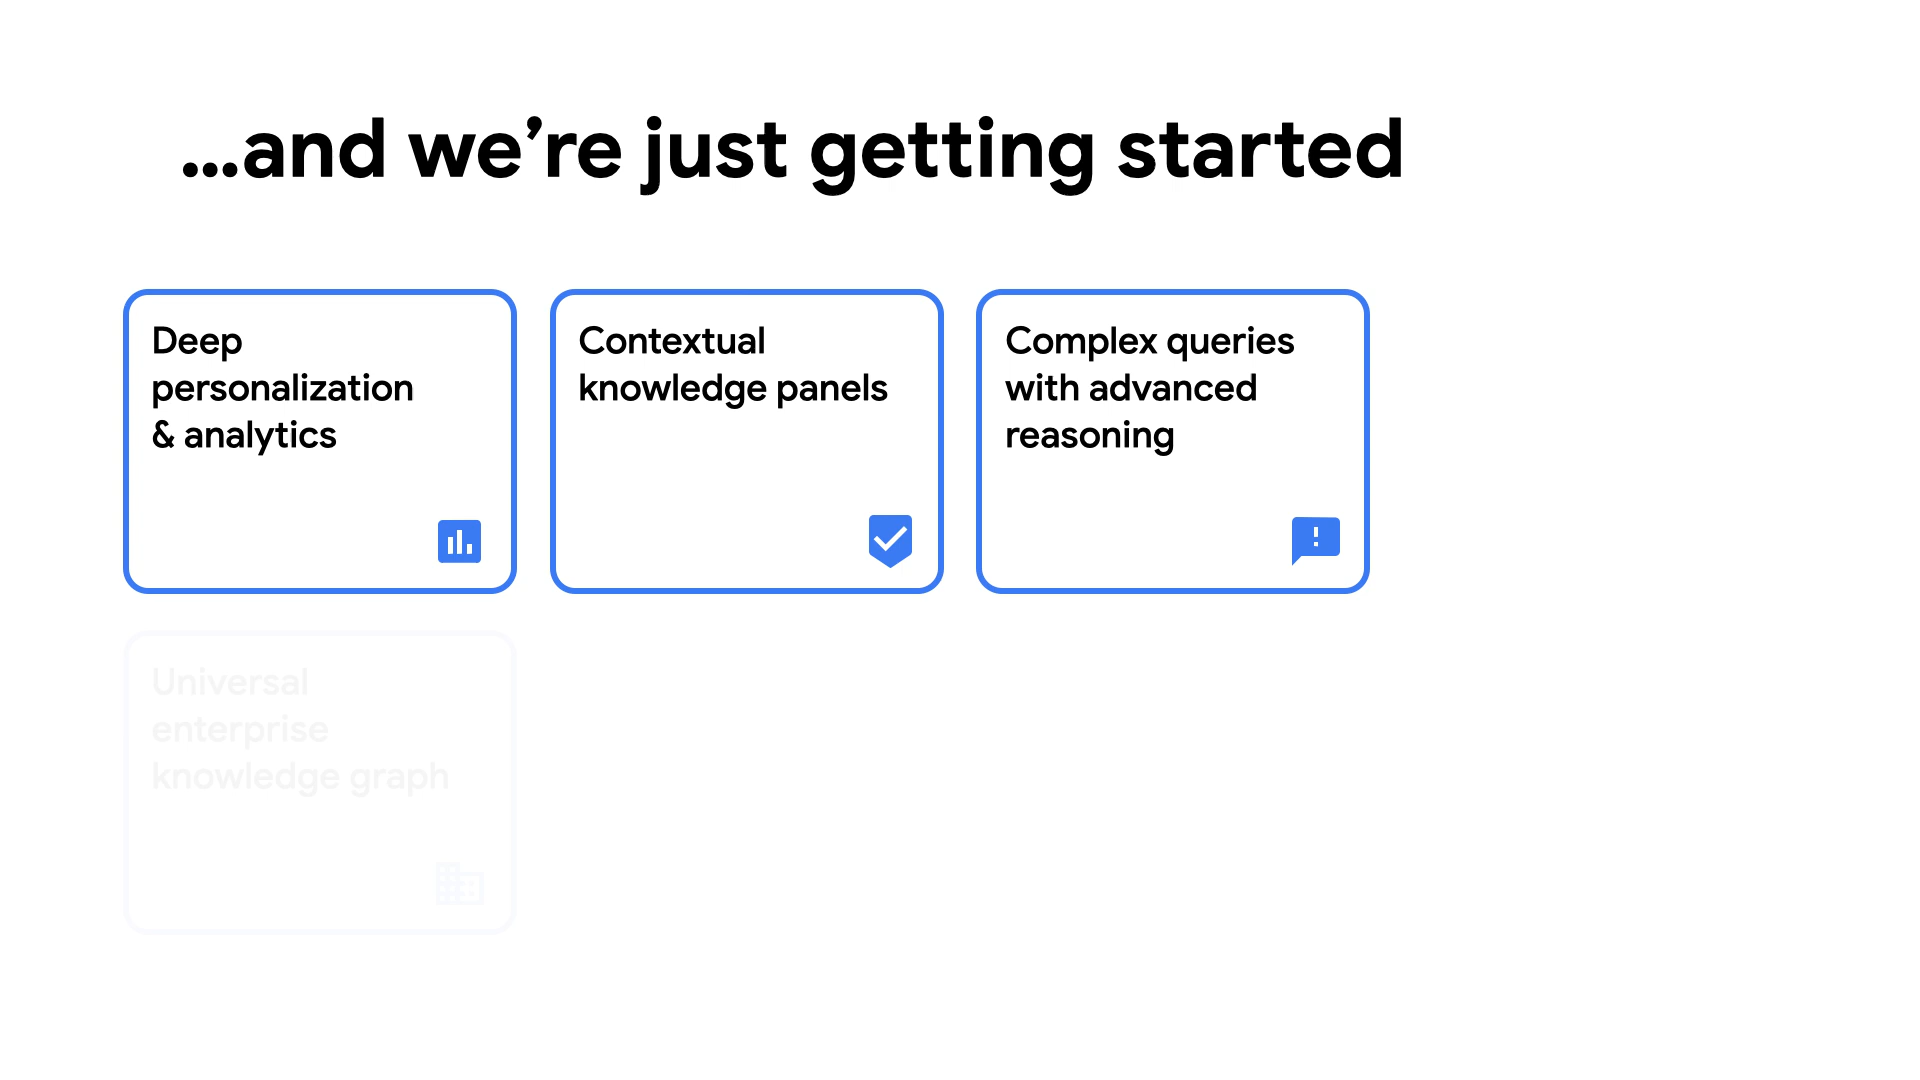 ...and we’re just getting started
Deep
personalization
& analytics
Contextual
knowledge panels
Complex queries
with advanced
reasoning
Universal
enterprise
knowledge graph